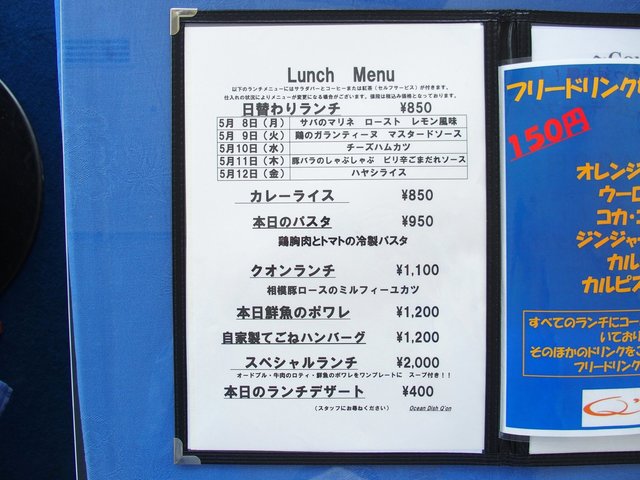 Lunch Menu
以下のランチメニューにはサラダバーとコーヒーまたは紅茶（セルフサービス）が付きます。
仕入れの状況によりメニューが変更になる場合がございます。値段は税込み価格となっております。
日替わりランチ ¥850
5月 8日（月） サバのマリネ ロースト レモン風味
5月 9日（火） 鶏のガランティーヌ マスタードソース
5月10日（水） チーズハムカツ
5月11日（木） 豚バラのしゃぶしゃぶ ピリ辛ごまだれソース
5月12日（金） ハヤシライス
カレーライス ¥850
本日のパスタ ¥950
鶏胸肉とトマトの冷製パスタ
クオンランチ ¥1,100
相模豚ロースのミルフィーユカツ
本日鮮魚のポワレ ¥1,200
自家製てごねハンバーグ ¥1,200
スペシャルランチ ¥2,000
オードブル・牛肉のロティ・鮮魚のポワレをワンプレートに スープ付き！！
本日のランチデザート ¥400
（スタッフにお尋ねください） Ocean Dish Q'on
フリードリンク
150円
オレンジ
ウーロ
コカ・
ジンジャ
カル
カルピス
すべてのランチにコー
いており
そのほかのドリンクをご
フリードリンク
Q'